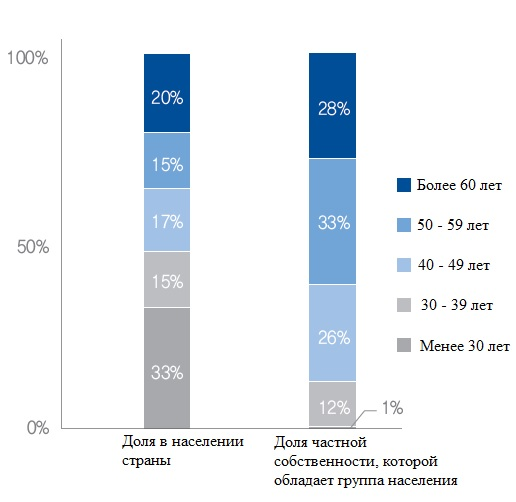 100%
50%
0%
20%
15%
17%
15%
33%
28%
33%
26%
12%
1%
Более 60 лет
50 - 59 лет
40 - 49 лет
30 - 39 лет
Менее 30 лет
Доля в населении
страны
Доля частной
собственности, которой
обладает группа населения